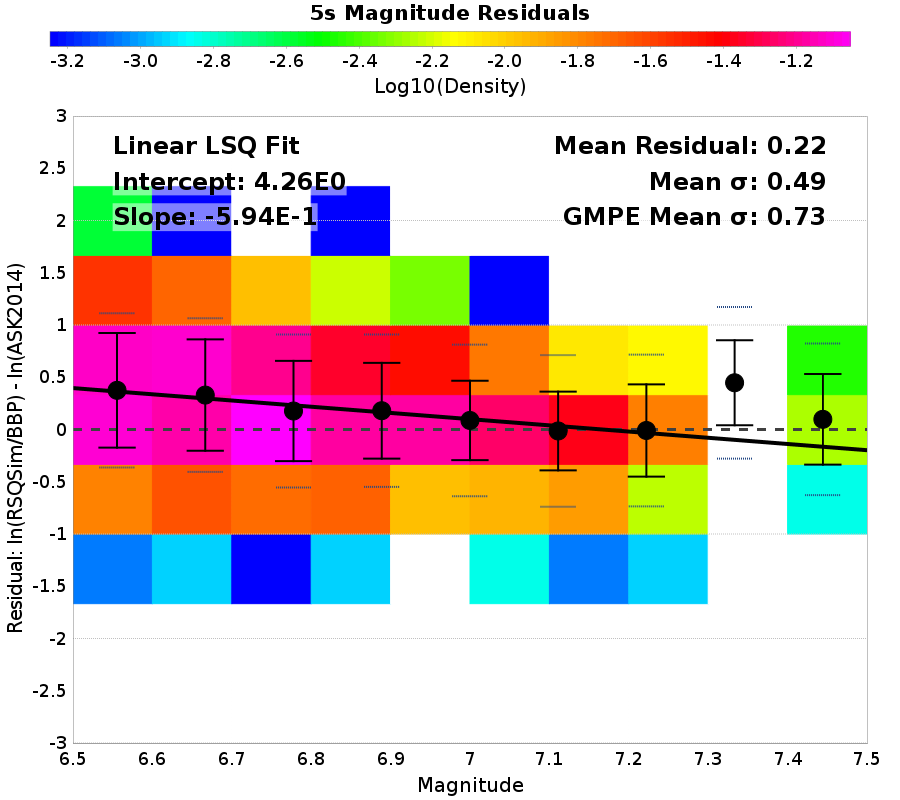 5s Magnitude Residuals
-3.2 -3.0 -2.8 -2.6 -2.4 -2.2 -2.0 -1.8 -1.6 -1.4 -1.2
Log10(Density)
Linear LSQ Fit
Intercept: 4.26E0
Slope: -5.94E-1
Mean Residual: 0.22
Mean σ: 0.49
GMPE Mean σ: 0.73
Residual: ln(RSQSim/BBP) - ln(ASK2014)
3
2.5
2
1.5
1
0.5
0
-0.5
-1
-1.5
-2
-2.5
-3
6.5 6.6 6.7 6.8 6.9 7 7.1 7.2 7.3 7.4 7.5
Magnitude